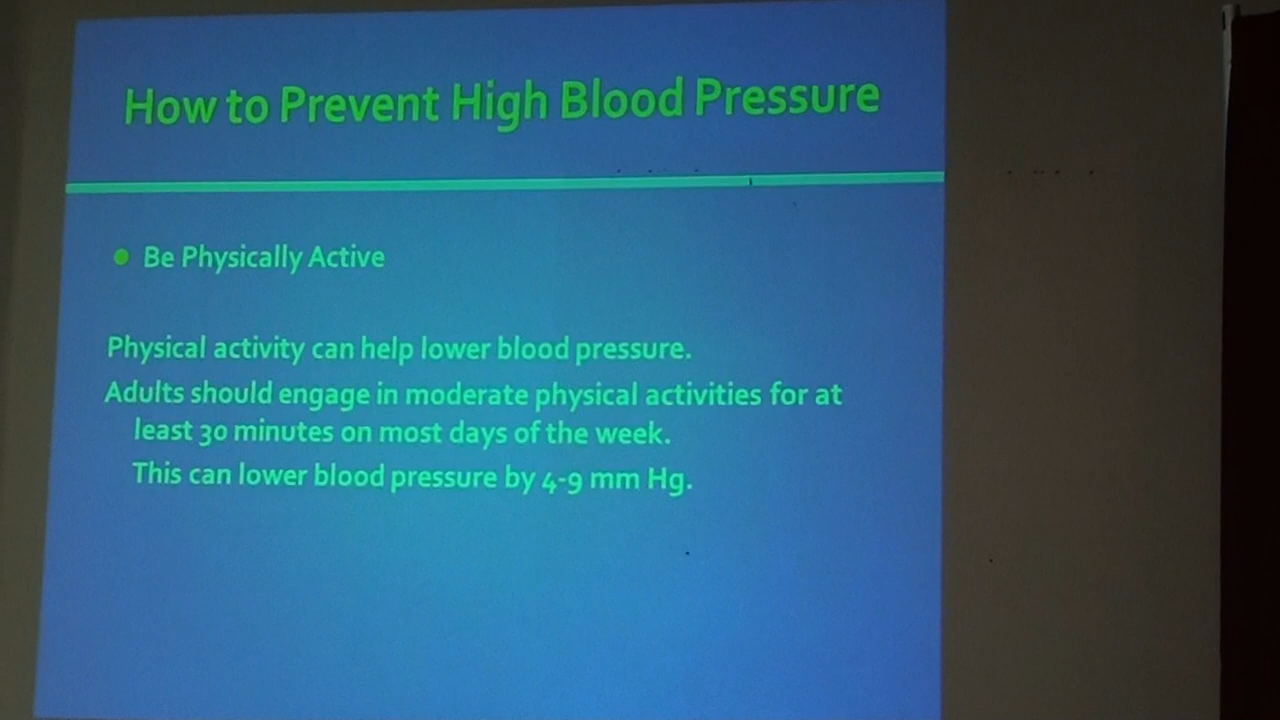 How to Prevent High Blood Pressure
Be Physically Active
Physical activity can help lower blood pressure.
Adults should engage in moderate physical activities for at
least 30 minutes on most days of the week.
This can lower blood pressure by 4-9 mm Hg.